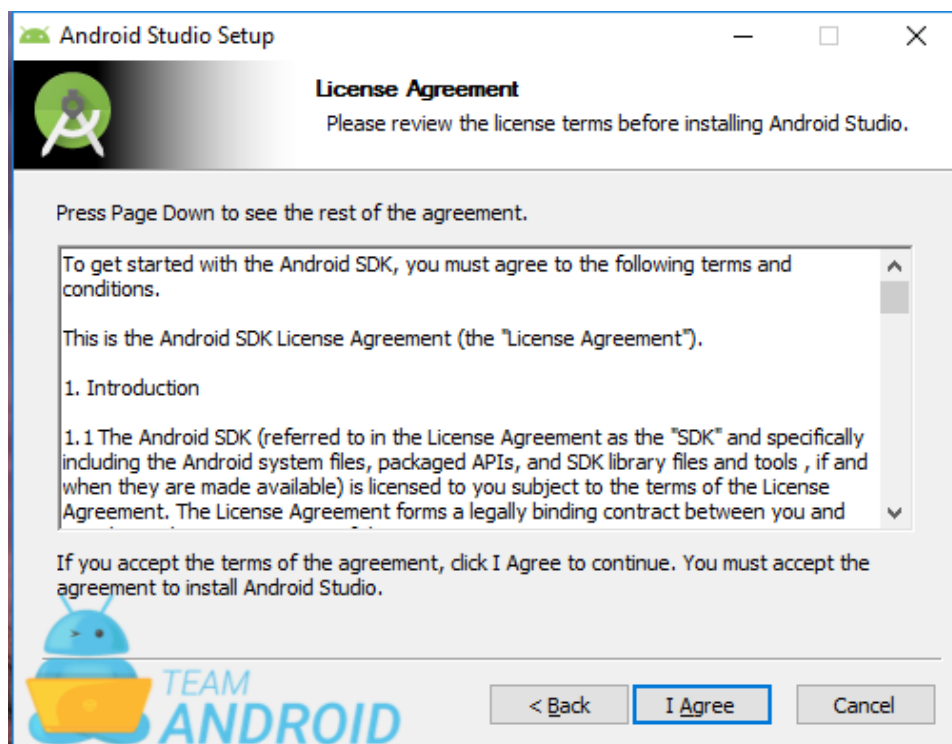 Android Studio Setup
License Agreement
Please review the license terms before installing Android Studio.
Press Page Down to see the rest of the agreement.
To get started with the Android SDK, you must agree to the following terms and
conditions.
This is the Android SDK License Agreement (the "License Agreement").
1. Introduction
1.1 The Android SDK (referred to in the License Agreement as the "SDK" and specifically
including the Android system files, packaged APIs, and SDK library files and tools , if and
when they are made available) is licensed to you subject to the terms of the License
Agreement. The License Agreement forms a legally binding contract between you and
If you accept the terms of the agreement, click I Agree to continue. You must accept the
agreement to install Android Studio.
TEAM
ANDROID
< Back
I Agree
Cancel